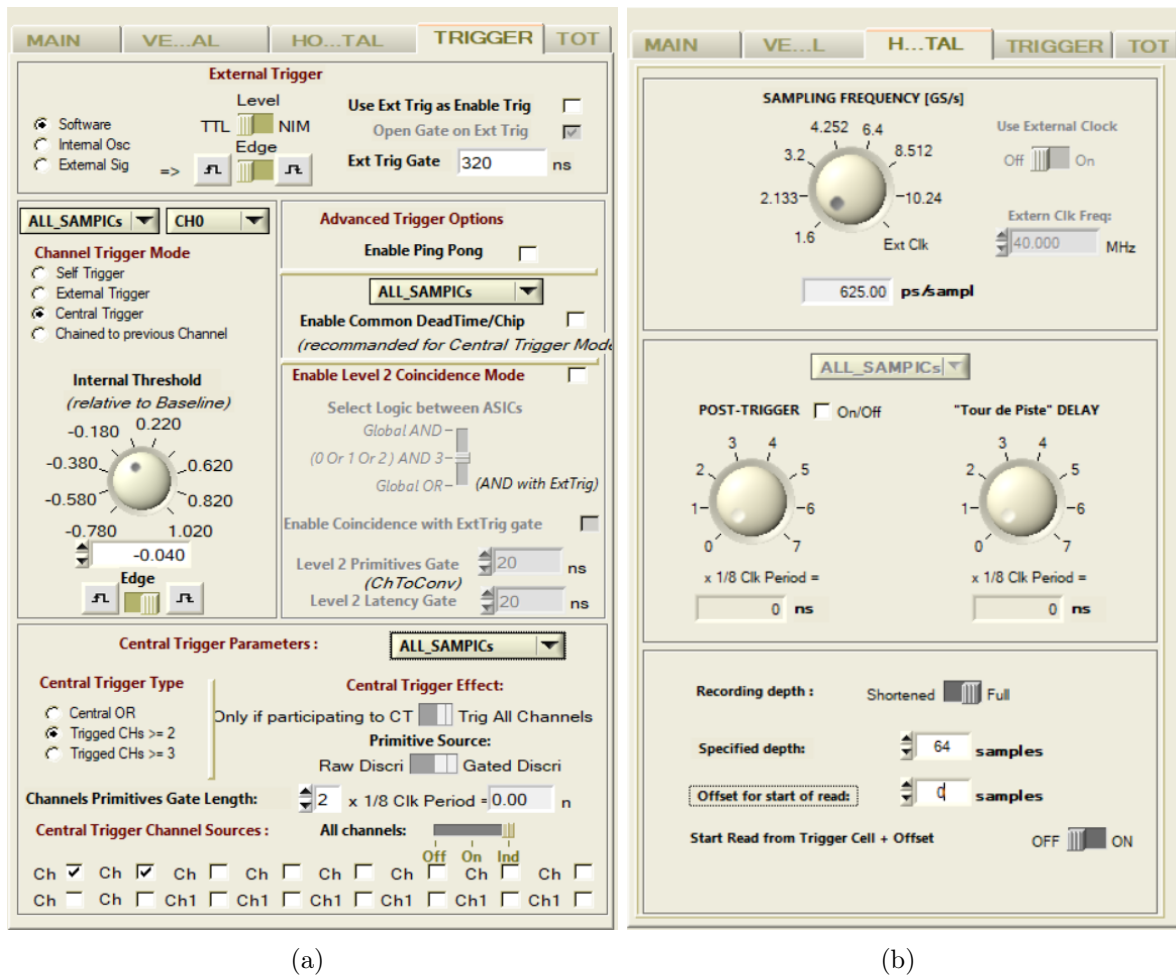 MAIN VE...AL HO...TAL TRIGGER TOT
External Trigger
Level
Software TTL NIM Use Ext Trig as Enable Trig
Internal Osc Edge Open Gate on Ext Trig
External Sig => Ext Trig Gate 320 ns
ALL_SAMPICs CH0
Channel Trigger Mode
Self Trigger
External Trigger
Central Trigger
Chained to previous Channel
Internal Threshold
(relative to Baseline)
-0.180 0.220
-0.380 0.620
-0.580 0.820
-0.780 1.020
-0.040
Edge
Advanced Trigger Options
Enable Ping Pong
ALL_SAMPICs
Enable Common DeadTime/Chip
(recommanded for Central Trigger Mode
Enable Level 2 Coincidence Mode
Select Logic between ASICs
Global AND
(0 Or 1 Or 2 ) AND 3
Global OR (AND with ExtTrig)
Enable Coincidence with ExtTrig gate
Level 2 Primitives Gate 20 ns
(ChToConv)
Level 2 Latency Gate 20 ns
Central Trigger Parameters : ALL_SAMPICs
Central Trigger Type Central Trigger Effect:
Central OR Only if participating to CT Trig All Channels
Trigged CHs >= 2 Primitive Source:
Trigged CHs >= 3 Raw Discri Gated Discri
Channels Primitives Gate Length: 2 x 1/8 Clk Period = 0.00 n
Central Trigger Channel Sources : All channels:
Off On Ind
Ch Ch Ch Ch Ch Ch Ch Ch
Ch Ch Ch1 Ch1 Ch1 Ch1 Ch1 Ch1
(a)
MAIN VE...L H...TAL TRIGGER TOT
SAMPLING FREQUENCY [GS/s]
4.252 6.4
3.2 8.512
2.133 10.24
1.6 Ext Clk
625.00 ps/sampl
Use External Clock
Off On
Extern Clk Freq:
40.000 MHz
ALL_SAMPICs
POST-TRIGGER On/Off "Tour de Piste" DELAY
3 4 3 4
2 5 2 5
1 6 1 6
0 7 0 7
x 1/8 Clk Period = x 1/8 Clk Period =
0 ns 0 ns
Recording depth : Shortened Full
Specified depth: 64 samples
Offset for start of read: 0 samples
Start Read from Trigger Cell + Offset OFF ON
(b)